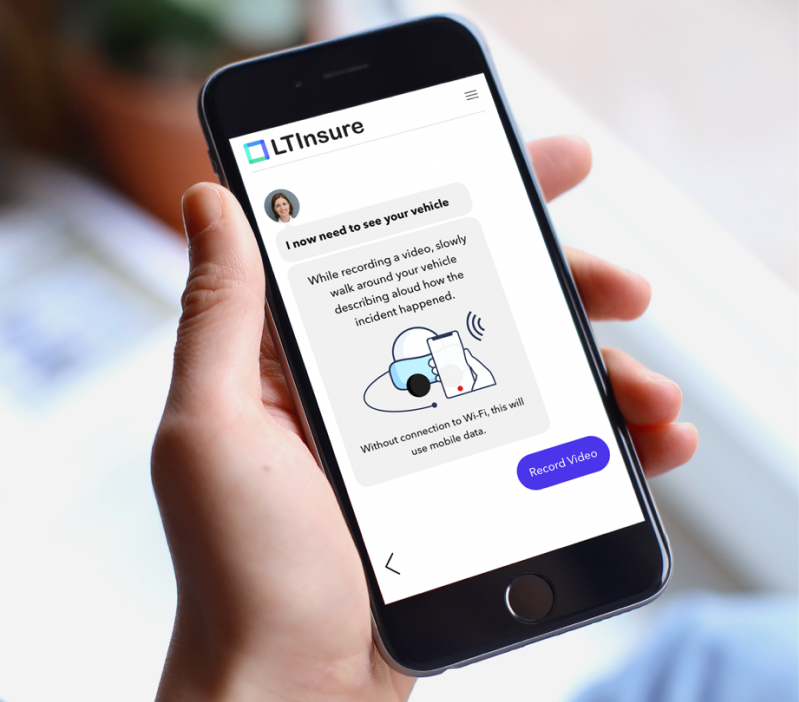 LTInsure
I now need to see your vehicle
While recording a video, slowly
walk around your vehicle
describing aloud how the
incident happened.
Without connection to Wi-Fi, this will
use mobile data.
Record Video